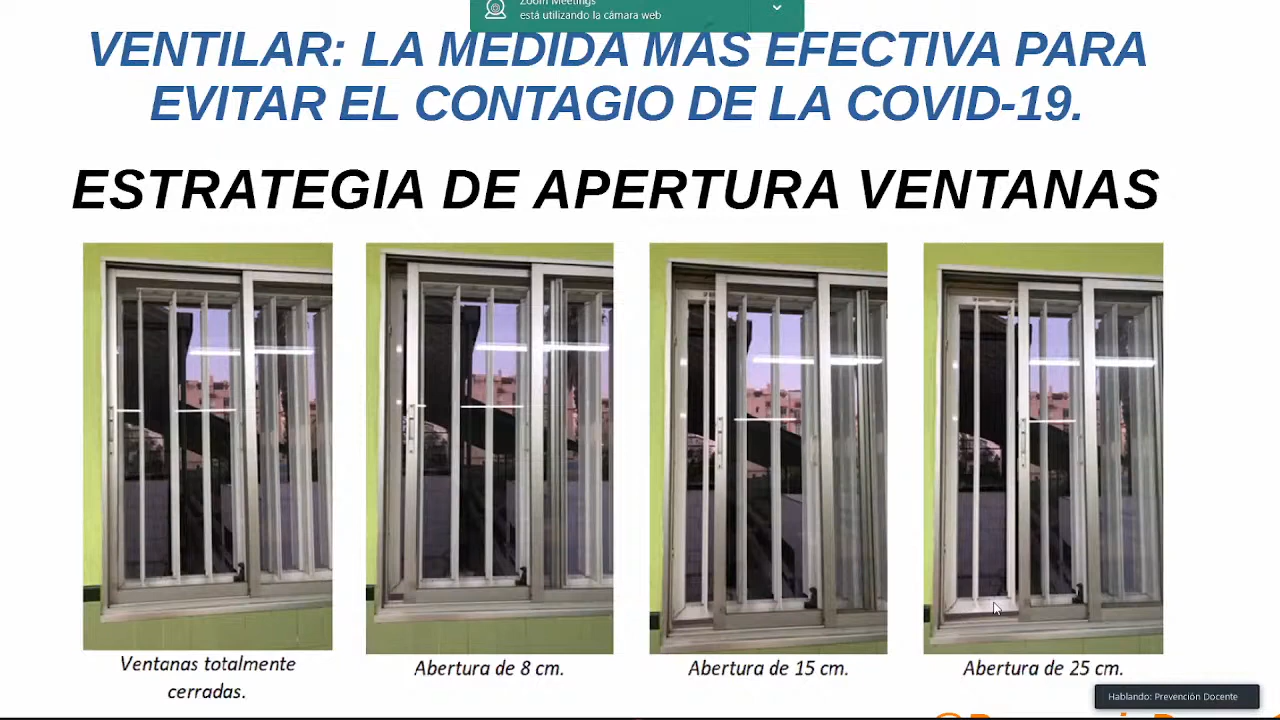 Zoom Meetings
está utilizando la cámara web
VENTILAR: LA MEDIDA MÁS EFECTIVA PARA
EVITAR EL CONTAGIO DE LA COVID-19.
ESTRATEGIA DE APERTURA VENTANAS
Ventanas totalmente
cerradas.
Abertura de 8 cm.
Abertura de 15 cm.
Abertura de 25 cm.
Hablando: Prevención Docente